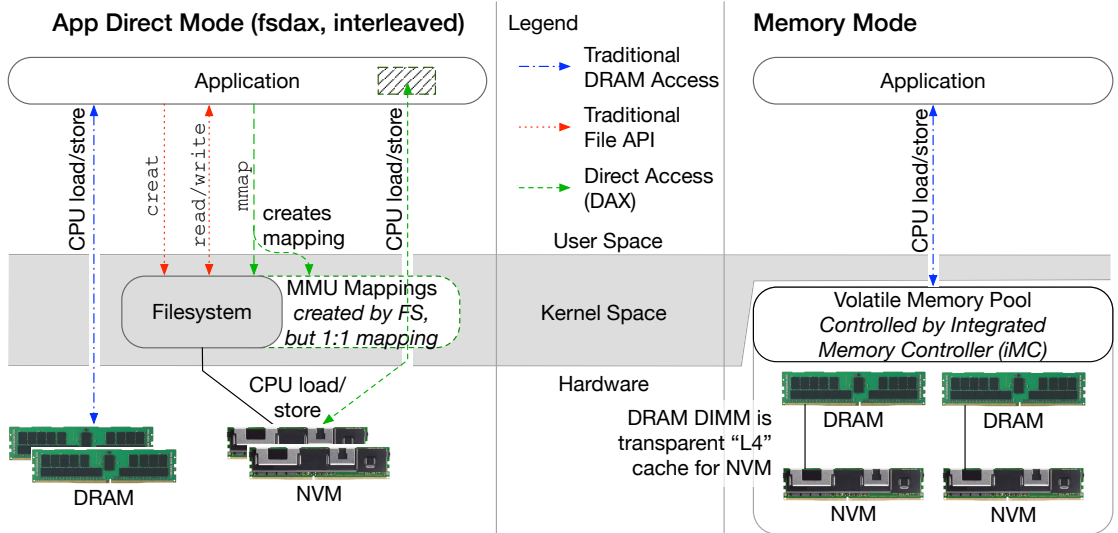 App Direct Mode (fsdax, interleaved)
Application
CPU load/store
creat
read/write
mmap
creates
mapping
CPU load/store
Filesystem
MMU Mappings
created by FS,
but 1:1 mapping
CPU load/
store
DRAM
NVM
Legend
Traditional
DRAM Access
Traditional
File API
Direct Access
(DAX)
User Space
Kernel Space
Hardware
Memory Mode
Application
CPU load/store
Volatile Memory Pool
Controlled by Integrated
Memory Controller (iMC)
DRAM
DRAM
DRAM DIMM is
transparent “L4”
cache for NVM
NVM
NVM